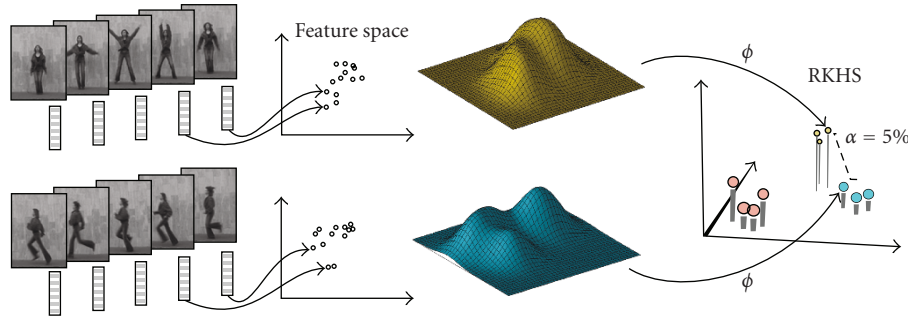 Feature space
ϕ
RKHS
α = 5%
ϕ